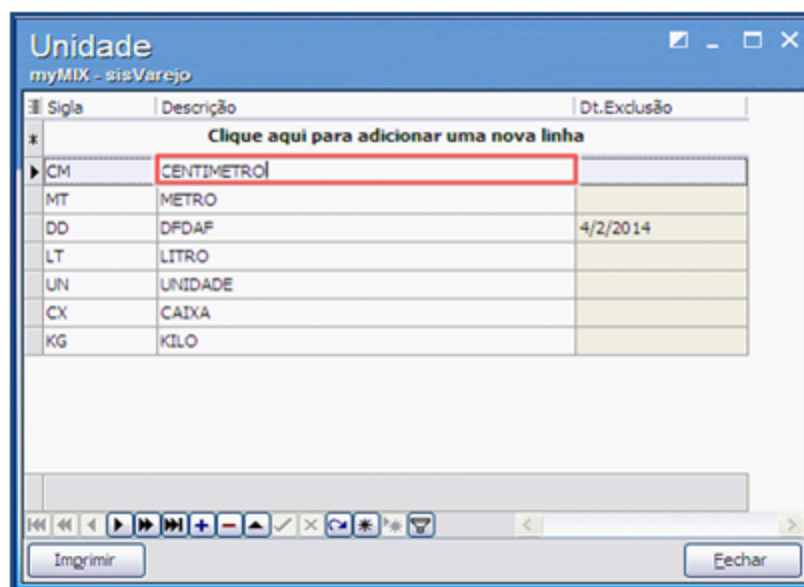 Unidade
myMIX - sisVarejo
Sigla Descrição Dt.Exclusão
Clique aqui para adicionar uma nova linha
CM CENTIMETRO
MT METRO
DD DFDAF 4/2/2014
LT LITRO
UN UNIDADE
CX CAIXA
KG KILO
Imprimir Fechar